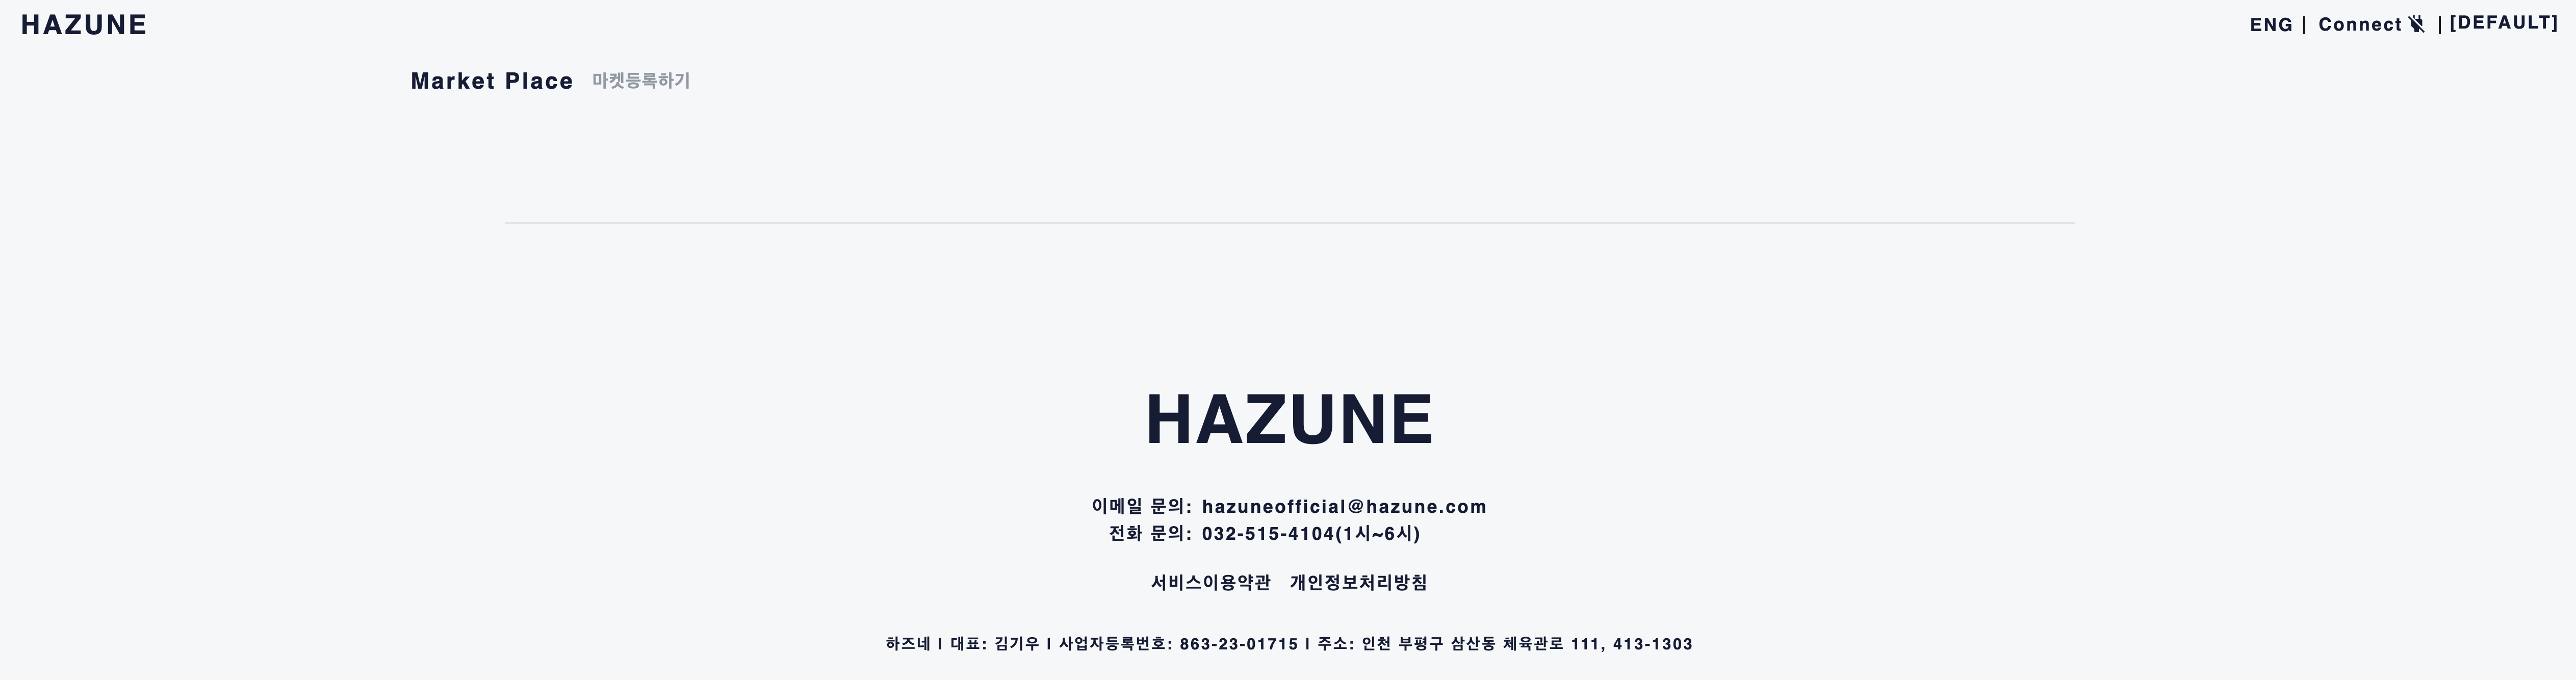 HAZUNE
ENG | Connect | [DEFAULT]
Market Place 마켓등록하기
HAZUNE
이메일 문의: hazuneofficial@hazune.com
전화 문의: 032-515-4104(1시~6시)
서비스이용약관 개인정보처리방침
하즈네 l 대표: 김기우 l 사업자등록번호: 863-23-01715 l 주소: 인천 부평구 삼산동 체육관로 111, 413-1303